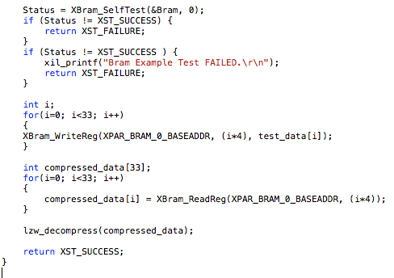 Status = XBram_SelfTest(&Bram, 0);
if (Status != XST_SUCCESS) {
return XST_FAILURE;
}
if (Status != XST_SUCCESS ) {
xil_printf("Bram Example Test FAILED.\r\n");
return XST_FAILURE;
}
int i;
for(i=0; i<33; i++)
{
XBram_WriteReg(XPAR_BRAM_0_BASEADDR, (i*4), test_data[i]);
}
int compressed_data[33];
for(i=0; i<33; i++)
{
compressed_data[i] = XBram_ReadReg(XPAR_BRAM_0_BASEADDR, (i*4));
}
lzw_decompress(compressed_data);
return XST_SUCCESS;
}